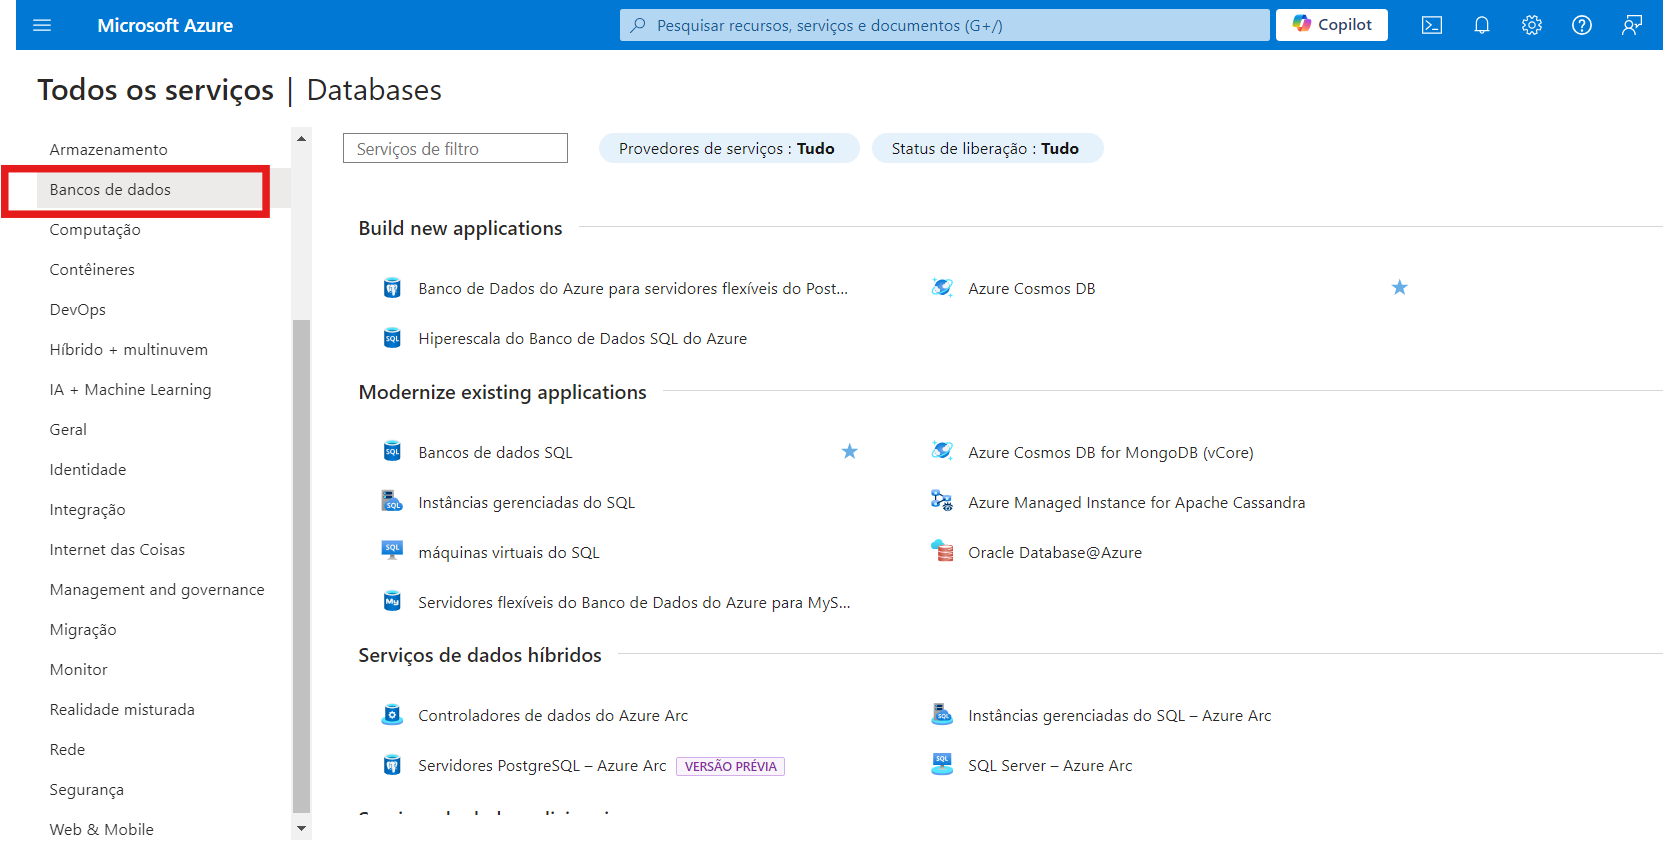 Microsoft Azure
Pesquisar recursos, serviços e documentos (G+/)
Copilot
Todos os serviços | Databases
Armazenamento
Bancos de dados
Computação
Contêineres
DevOps
Híbrido + multinuvem
IA + Machine Learning
Geral
Identidade
Integração
Internet das Coisas
Management and governance
Migração
Monitor
Realidade misturada
Rede
Segurança
Web & Mobile
Serviços de filtro
Provedores de serviços : Tudo
Status de liberação : Tudo
Build new applications
Banco de Dados do Azure para servidores flexíveis do Post...
Azure Cosmos DB
Hiperescala do Banco de Dados SQL do Azure
Modernize existing applications
Bancos de dados SQL
Azure Cosmos DB for MongoDB (vCore)
Instâncias gerenciadas do SQL
Azure Managed Instance for Apache Cassandra
máquinas virtuais do SQL
Oracle Database@Azure
Servidores flexíveis do Banco de Dados do Azure para MyS...
Serviços de dados híbridos
Controladores de dados do Azure Arc
Instâncias gerenciadas do SQL – Azure Arc
Servidores PostgreSQL – Azure Arc VERSÃO PRÉVIA
SQL Server – Azure Arc